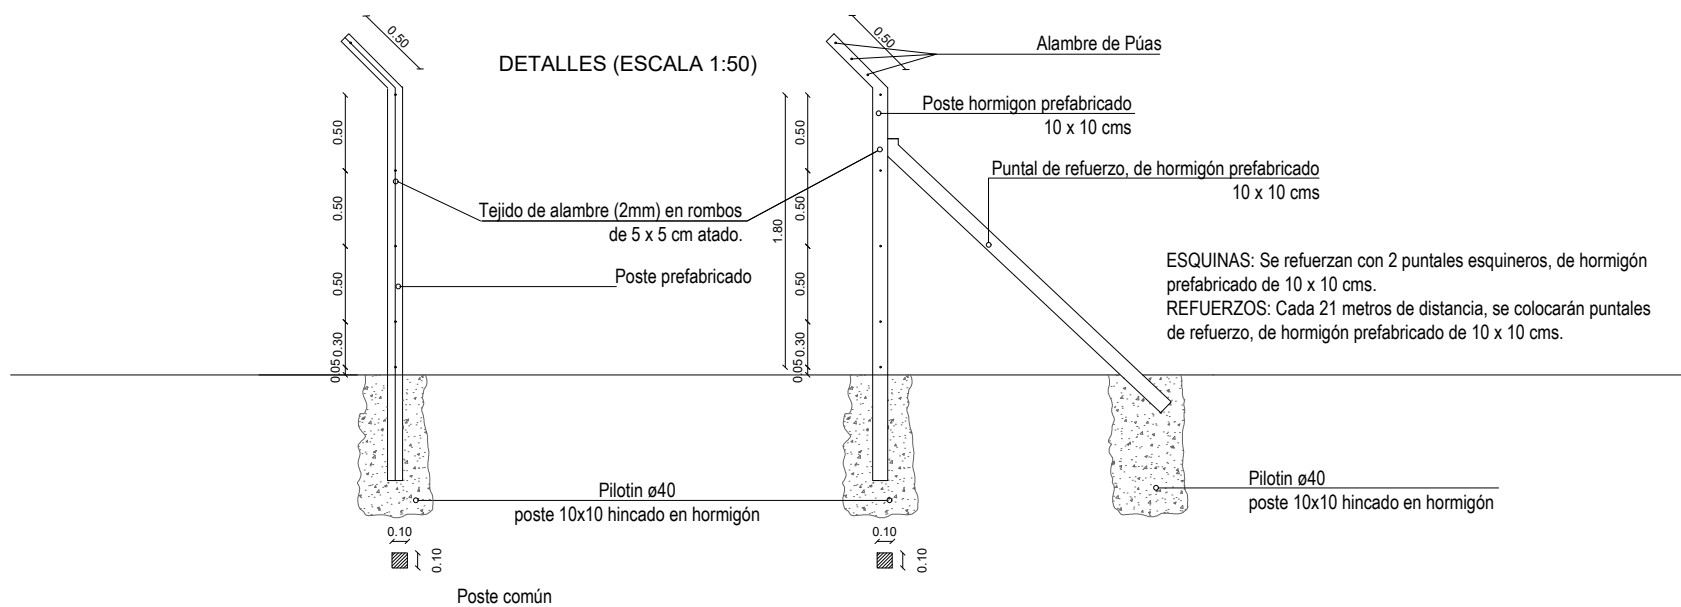 0.50
0.50
DETALLES (ESCALA 1:50)
Alambre de Púas
Poste hormigon prefabricado
10 x 10 cms
0.50
0.50
0.50
0.30
0.05
1.80
0.50
0.50
0.50
0.30
0.05
Puntal de refuerzo, de hormigón prefabricado
10 x 10 cms
Tejido de alambre (2mm) en rombos
de 5 x 5 cm atado.
Poste prefabricado
ESQUINAS: Se refuerzan con 2 puntales esquineros, de hormigón
prefabricado de 10 x 10 cms.
REFUERZOS: Cada 21 metros de distancia, se colocarán puntales
de refuerzo, de hormigón prefabricado de 10 x 10 cms.
Pilotin ø40
poste 10x10 hincado en hormigón
Pilotin ø40
poste 10x10 hincado en hormigón
0.10
0.10
0.10
0.10
Poste común